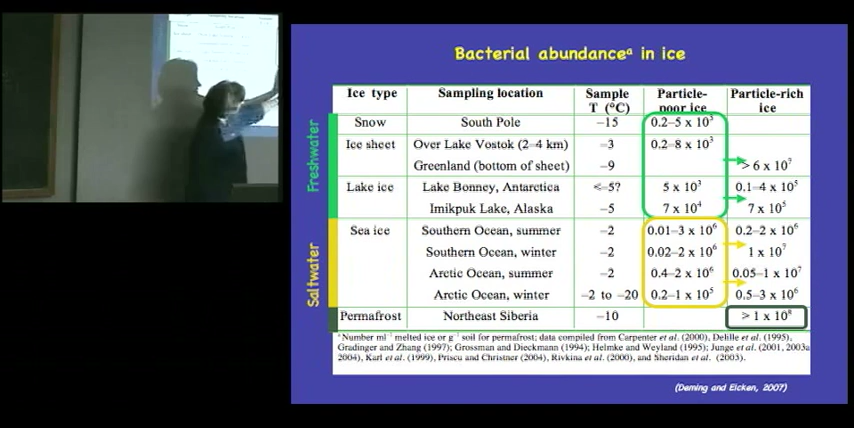 Bacterial abundanceᵃ in ice
Ice type Sampling location Sample T (°C) Particle-poor ice Particle-rich ice
Freshwater
Snow South Pole −15 0.2–5 x 10³
Ice sheet Over Lake Vostok (2–4 km) −3 0.2–8 x 10³
Greenland (bottom of sheet) −9 > 6 x 10⁷
Lake ice Lake Bonney, Antarctica <–5? 5 x 10³ 0.1–4 x 10⁵
Imikpuk Lake, Alaska −5 7 x 10⁴ 7 x 10⁵
Saltwater
Sea ice Southern Ocean, summer −2 0.01–3 x 10⁶ 0.2–2 x 10⁶
Southern Ocean, winter −2 0.02–2 x 10⁶ 1 x 10⁷
Arctic Ocean, summer −2 0.4–2 x 10⁶ 0.05–1 x 10⁷
Arctic Ocean, winter −2 to −20 0.2–1 x 10⁵ 0.5–3 x 10⁶
Permafrost Northeast Siberia −10 > 1 x 10⁸
ᵃNumber ml⁻¹ melted ice or g⁻¹ soil for permafrost; data compiled from Carpenter et al. (2000), Delille et al. (1995),
Gradinger and Zhang (1997); Grossman and Dieckmann (1994); Helmke and Weyland (1995); Junge et al. (2001, 2003a
2004), Karl et al. (1999), Priscu and Christner (2004), Rivkina et al. (2000), and Sheridan et al. (2003).
(Deming and Eicken, 2007)